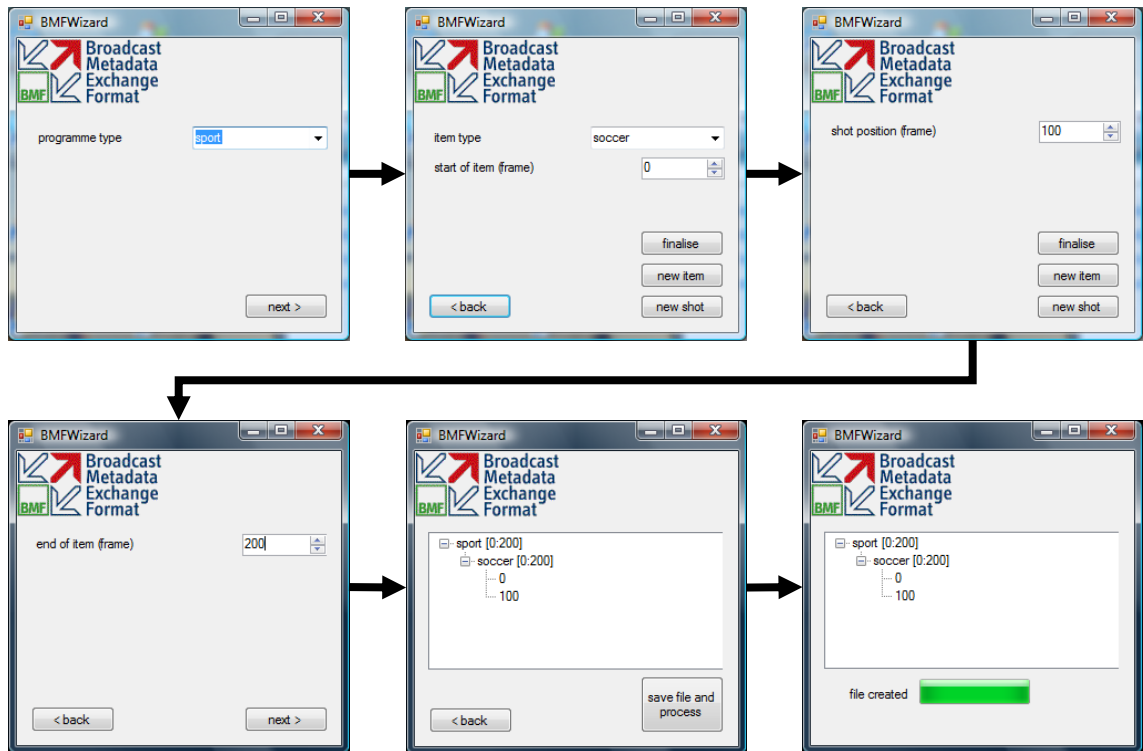 BMFWizard
Broadcast
Metadata
Exchange
BMF Format
programme type sport
next >
BMFWizard
Broadcast
Metadata
Exchange
BMF Format
item type soccer
start of item (frame) 0
finalise
new item
< back new shot
BMFWizard
Broadcast
Metadata
Exchange
BMF Format
shot position (frame) 100
finalise
new item
< back new shot
BMFWizard
Broadcast
Metadata
Exchange
BMF Format
end of item (frame) 200
< back next >
BMFWizard
Broadcast
Metadata
Exchange
BMF Format
sport [0:200]
soccer [0:200]
0
100
save file and
process
< back
BMFWizard
Broadcast
Metadata
Exchange
BMF Format
sport [0:200]
soccer [0:200]
0
100
file created